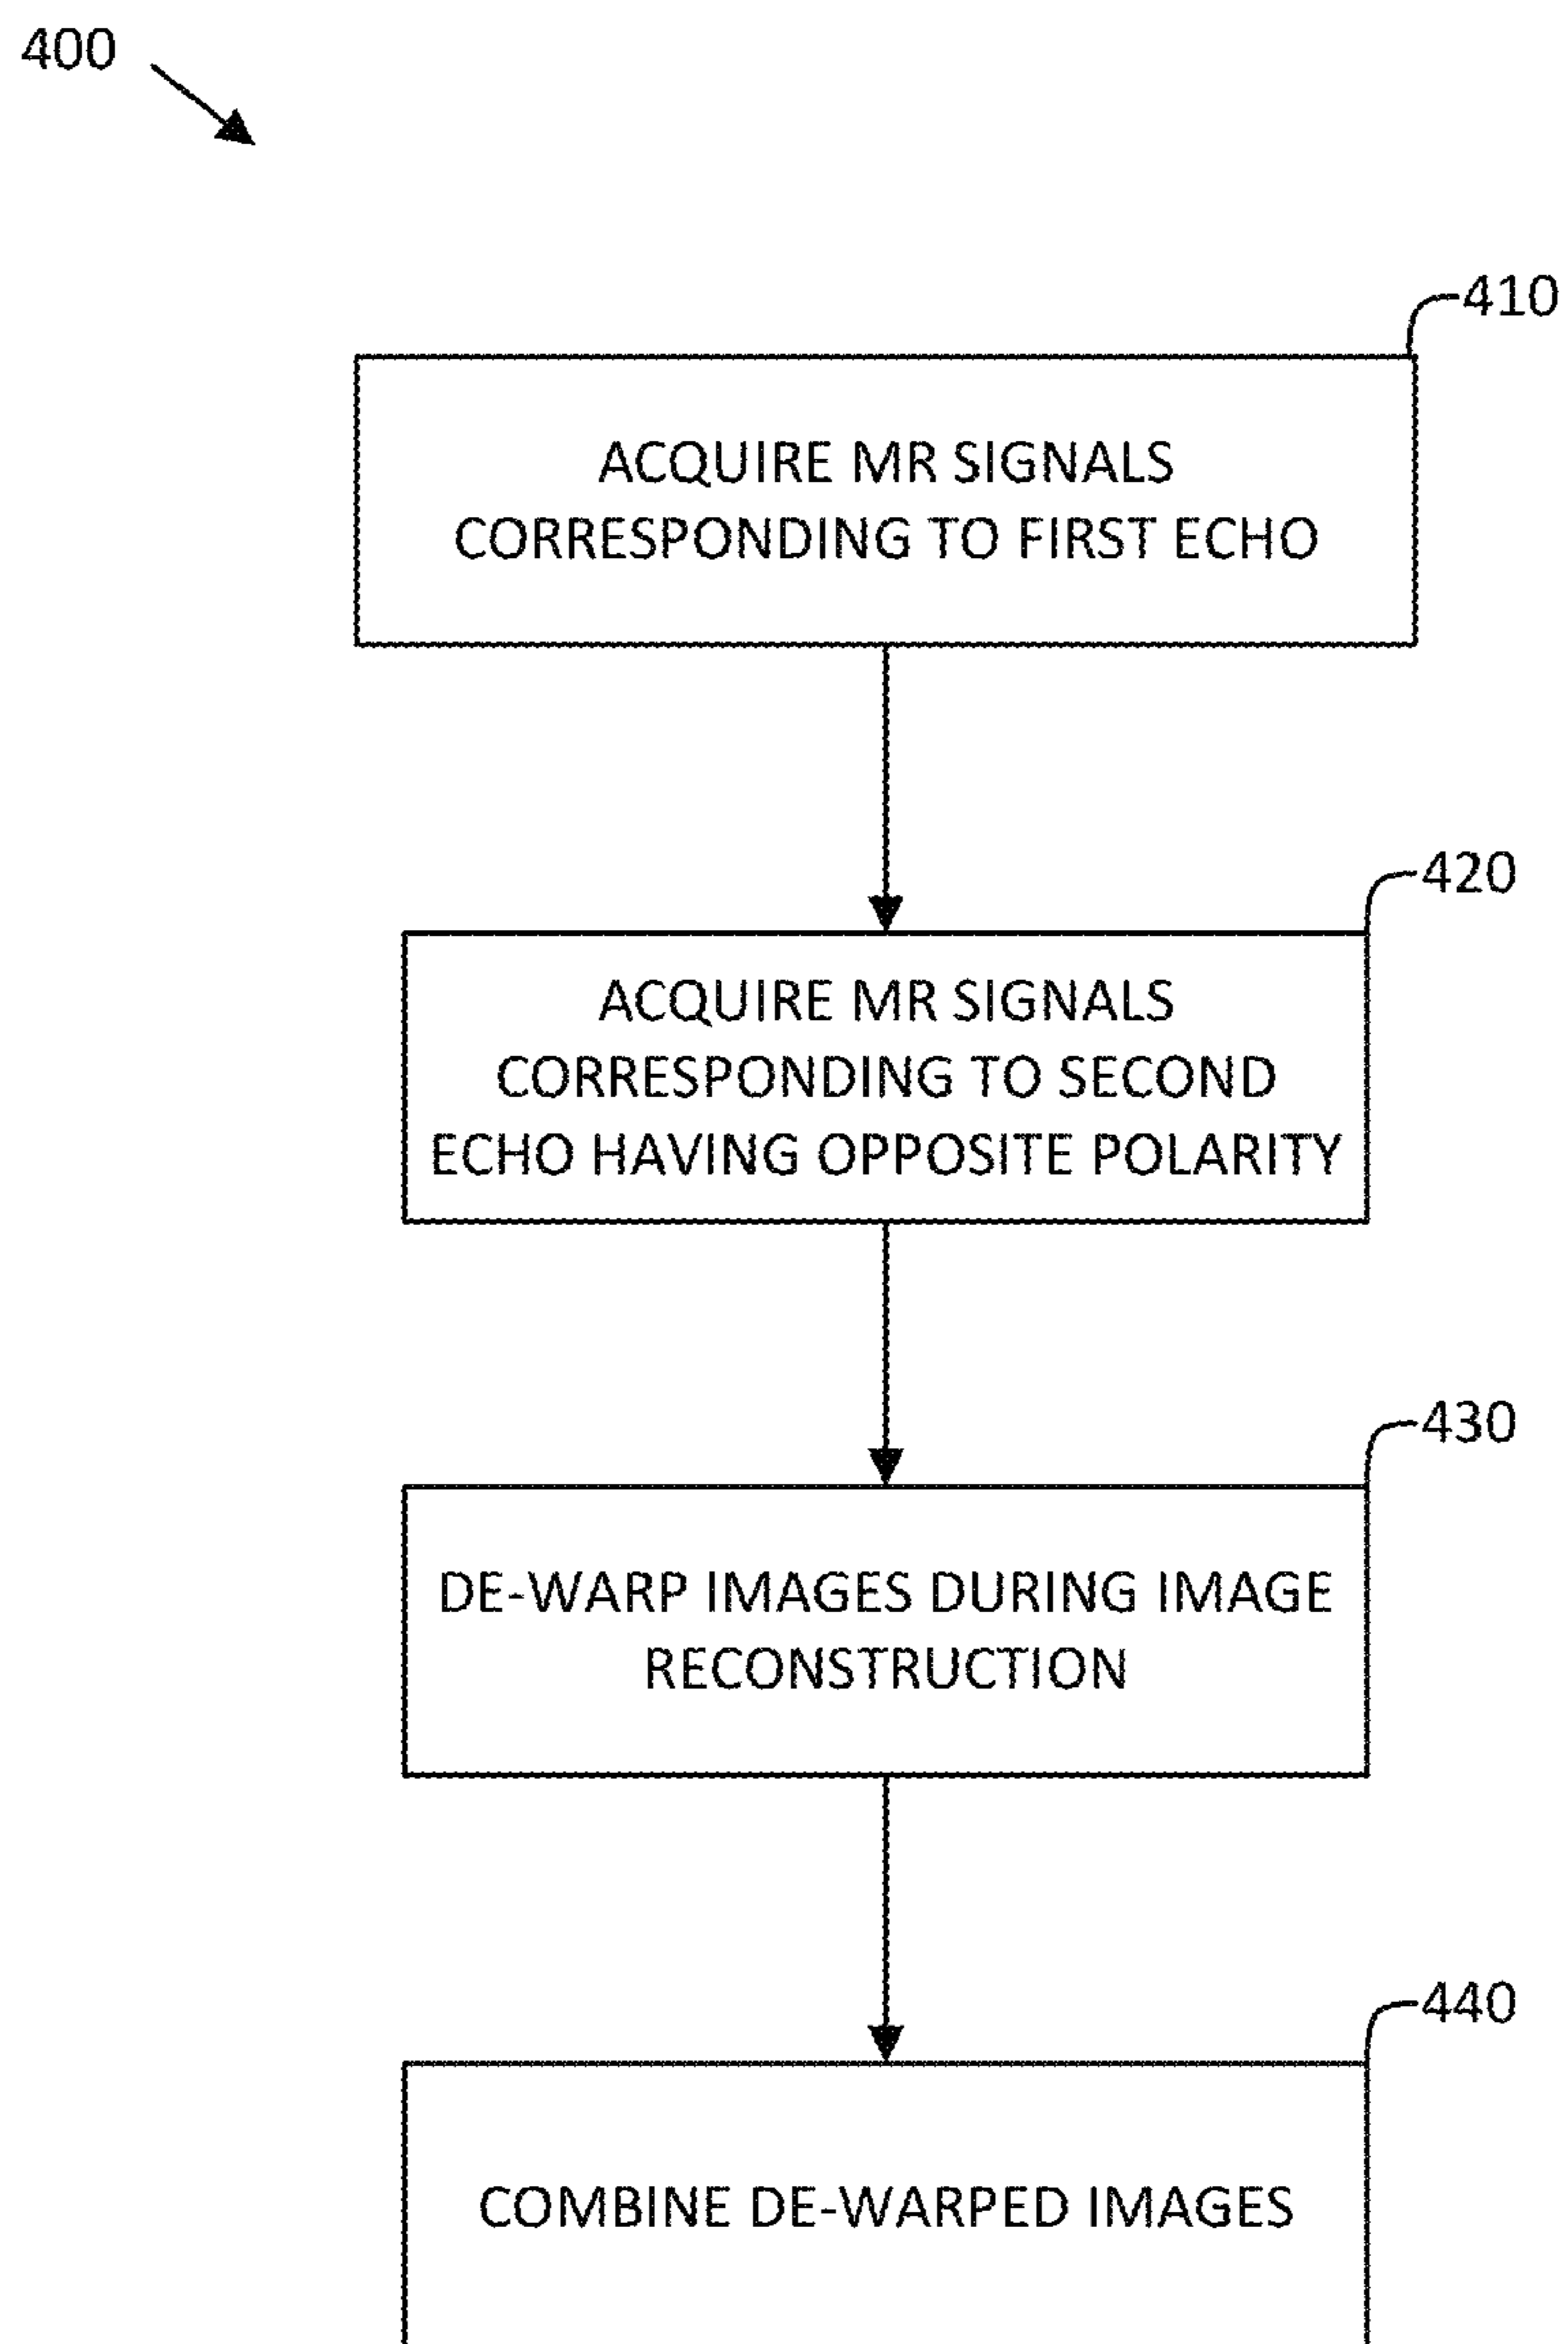 400
410
ACQUIRE MR SIGNALS
CORRESPONDING TO FIRST ECHO
420
ACQUIRE MR SIGNALS
CORRESPONDING TO SECOND
ECHO HAVING OPPOSITE POLARITY
430
DE-WARP IMAGES DURING IMAGE
RECONSTRUCTION
440
COMBINE DE-WARPED IMAGES